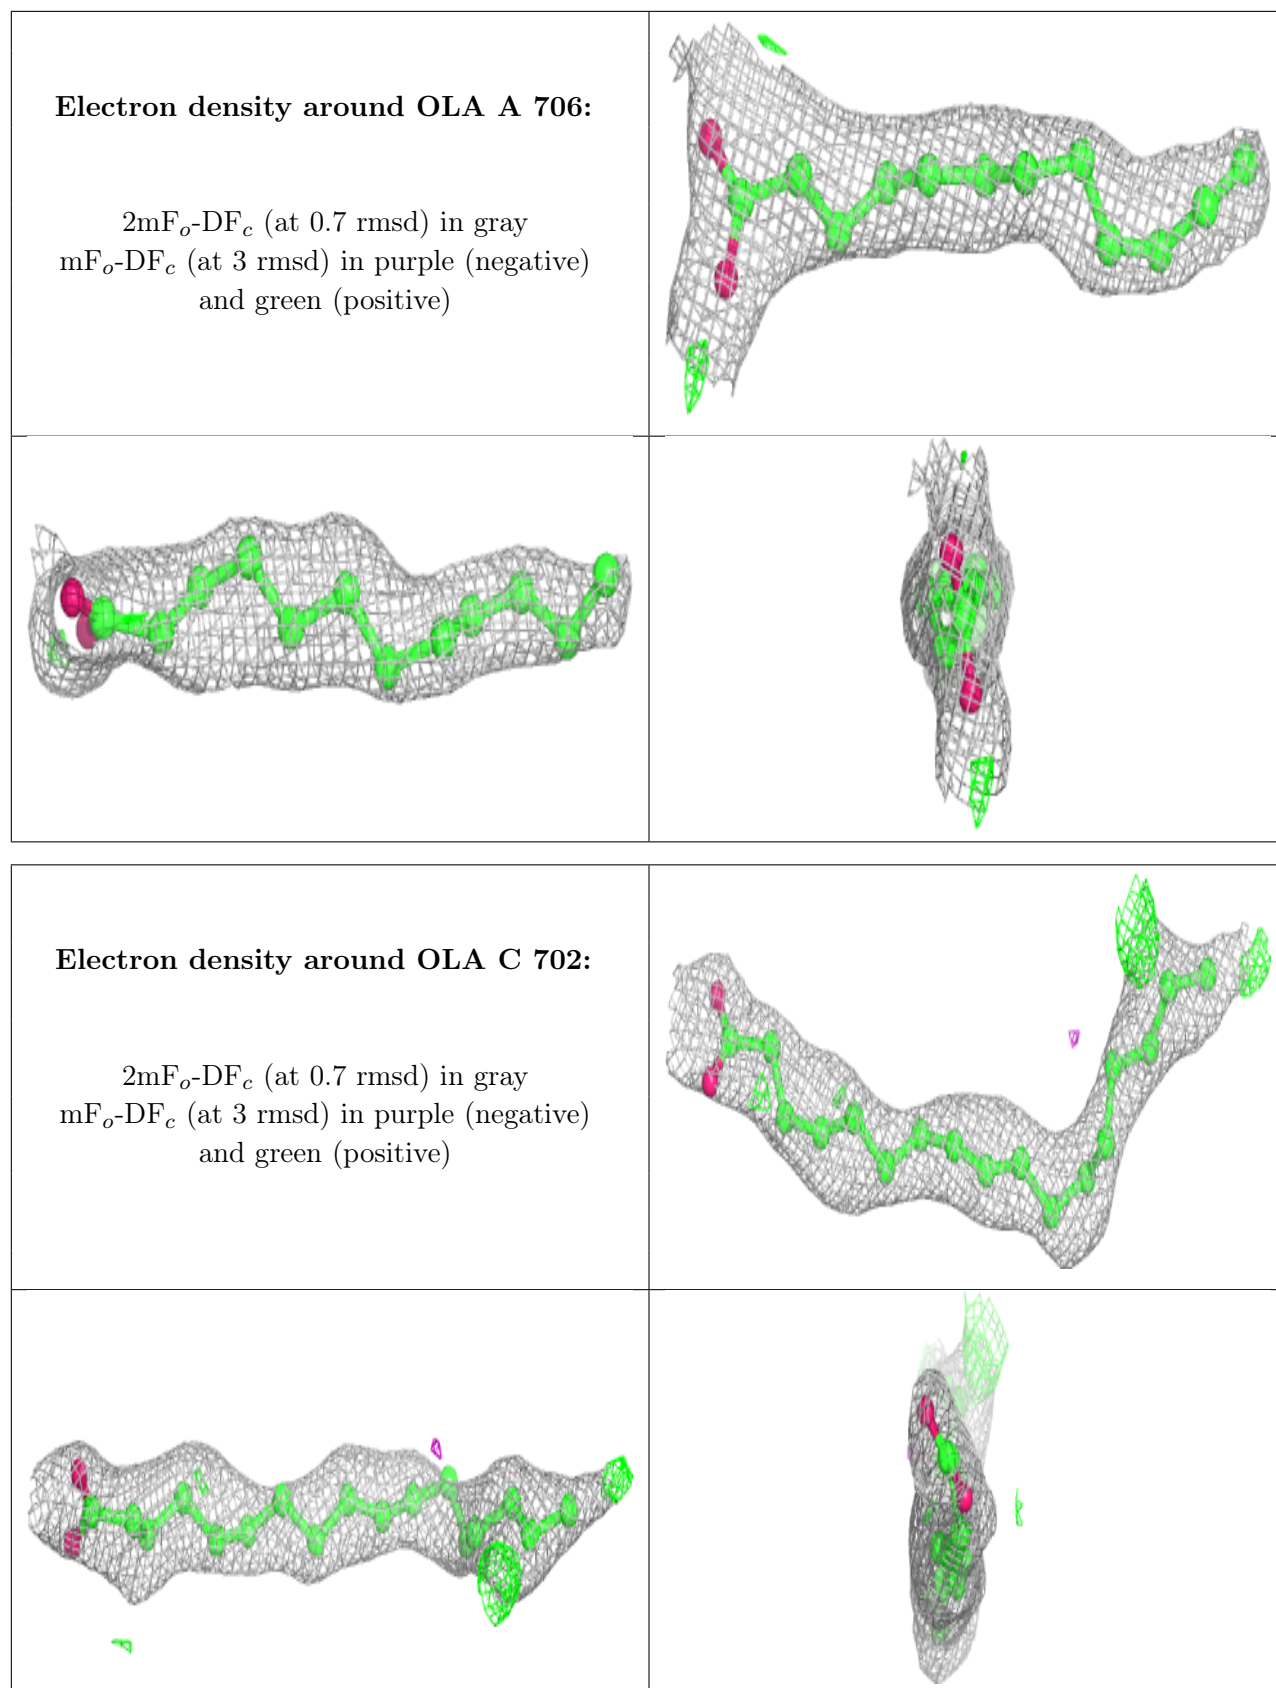 Electron density around OLA A 706:
2mFo-DFc (at 0.7 rmsd) in gray
mFo-DFc (at 3 rmsd) in purple (negative)
and green (positive)
Electron density around OLA C 702:
2mFo-DFc (at 0.7 rmsd) in gray
mFo-DFc (at 3 rmsd) in purple (negative)
and green (positive)